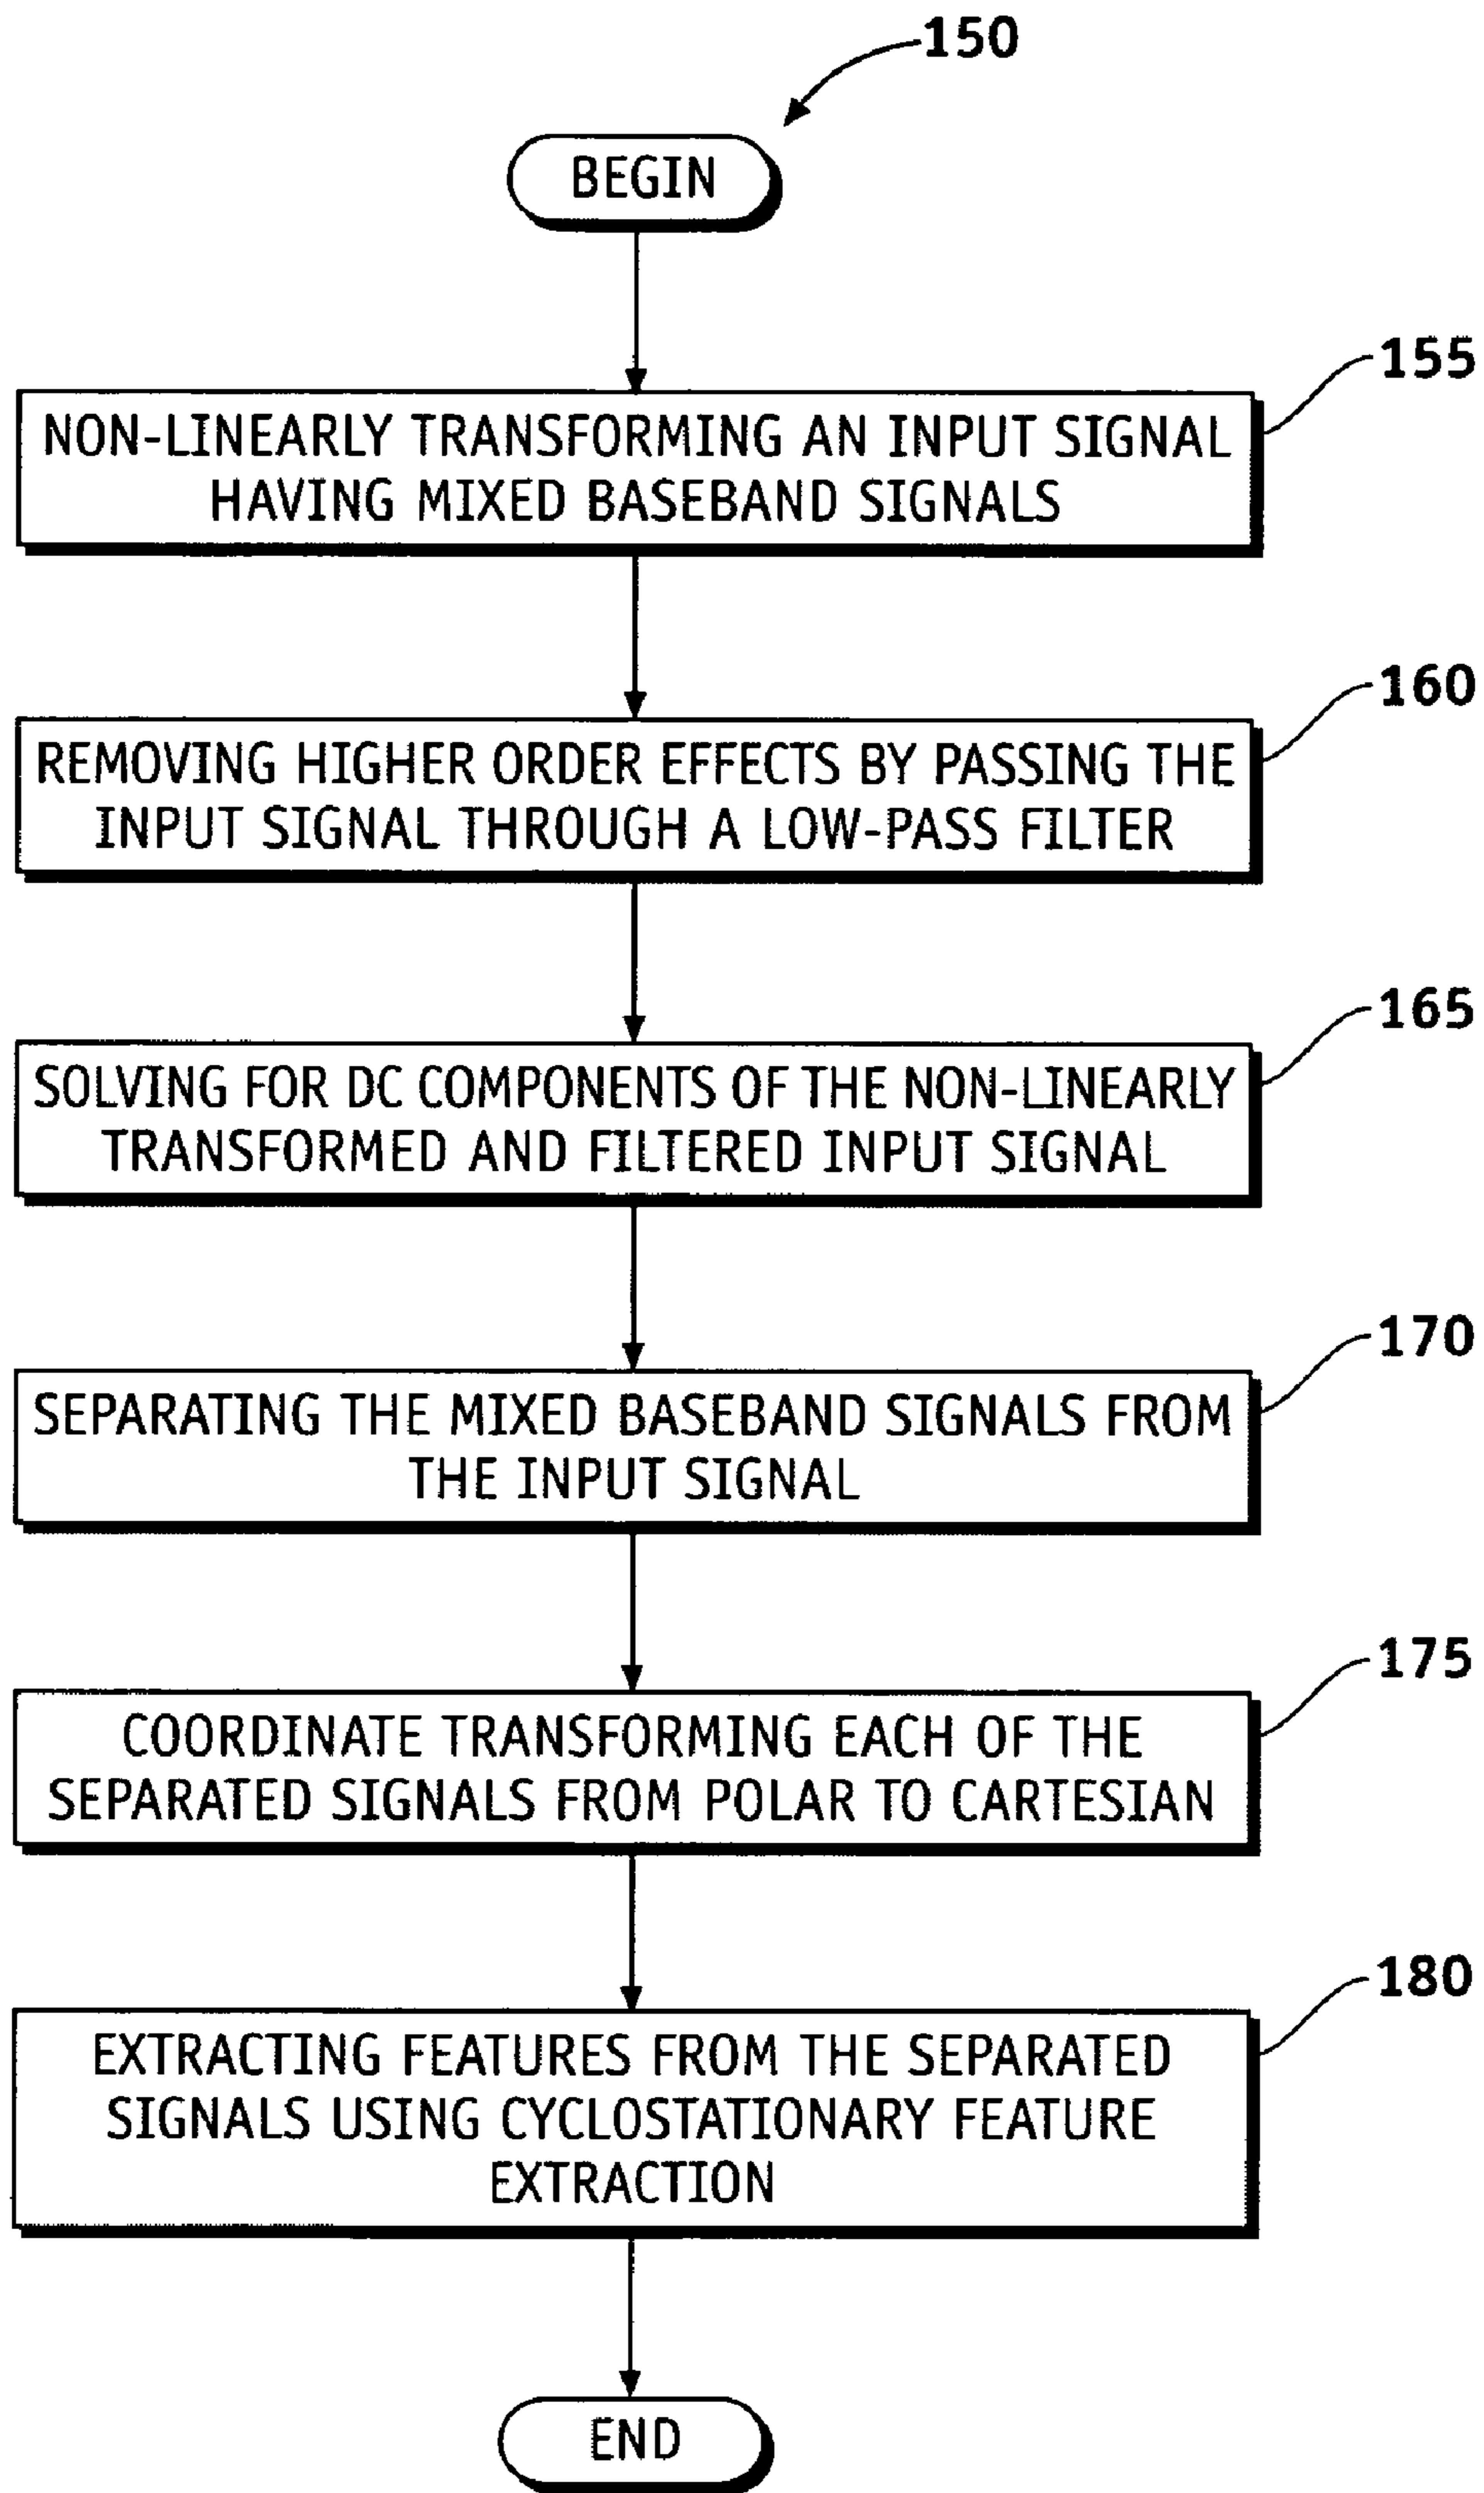 150
BEGIN
155
NON-LINEARLY TRANSFORMING AN INPUT SIGNAL
HAVING MIXED BASEBAND SIGNALS
160
REMOVING HIGHER ORDER EFFECTS BY PASSING THE
INPUT SIGNAL THROUGH A LOW-PASS FILTER
165
SOLVING FOR DC COMPONENTS OF THE NON-LINEARLY
TRANSFORMED AND FILTERED INPUT SIGNAL
170
SEPARATING THE MIXED BASEBAND SIGNALS FROM
THE INPUT SIGNAL
175
COORDINATE TRANSFORMING EACH OF THE
SEPARATED SIGNALS FROM POLAR TO CARTESIAN
180
EXTRACTING FEATURES FROM THE SEPARATED
SIGNALS USING CYCLOSTATIONARY FEATURE
EXTRACTION
END